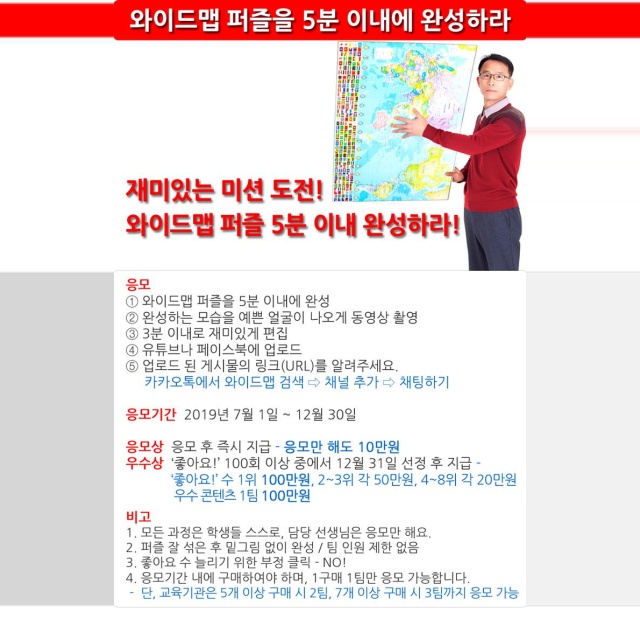 와이드맵 퍼즐을 5분 이내에 완성하라
재미있는 미션 도전!
와이드맵 퍼즐 5분 이내 완성하라!
응모
① 와이드맵 퍼즐을 5분 이내에 완성
② 완성하는 모습을 예쁜 얼굴이 나오게 동영상 촬영
③ 3분 이내로 재미있게 편집
④ 유튜브나 페이스북에 업로드
⑤ 업로드 된 게시물의 링크(URL)를 알려주세요.
카카오톡에서 와이드맵 검색 ⇨ 채널 추가 ⇨ 채팅하기
응모기간 2019년 7월 1일 ~ 12월 30일
응모상 응모 후 즉시 지급 - 응모만 해도 10만원
우수상 ‘좋아요!’ 100회 이상 중에서 12월 31일 선정 후 지급 -
‘좋아요!’ 수 1위 100만원, 2~3위 각 50만원, 4~8위 각 20만원
우수 콘텐츠 1팀 100만원
비고
1. 모든 과정은 학생들 스스로, 담당 선생님은 응모만 해요.
2. 퍼즐 잘 섞은 후 밑그림 없이 완성 / 팀 인원 제한 없음
3. 좋아요 수 늘리기 위한 부정 클릭 - NO!
4. 응모기간 내에 구매하여야 하며, 1구매 1팀만 응모 가능합니다.
- 단, 교육기관은 5개 이상 구매 시 2팀, 7개 이상 구매 시 3팀까지 응모 가능